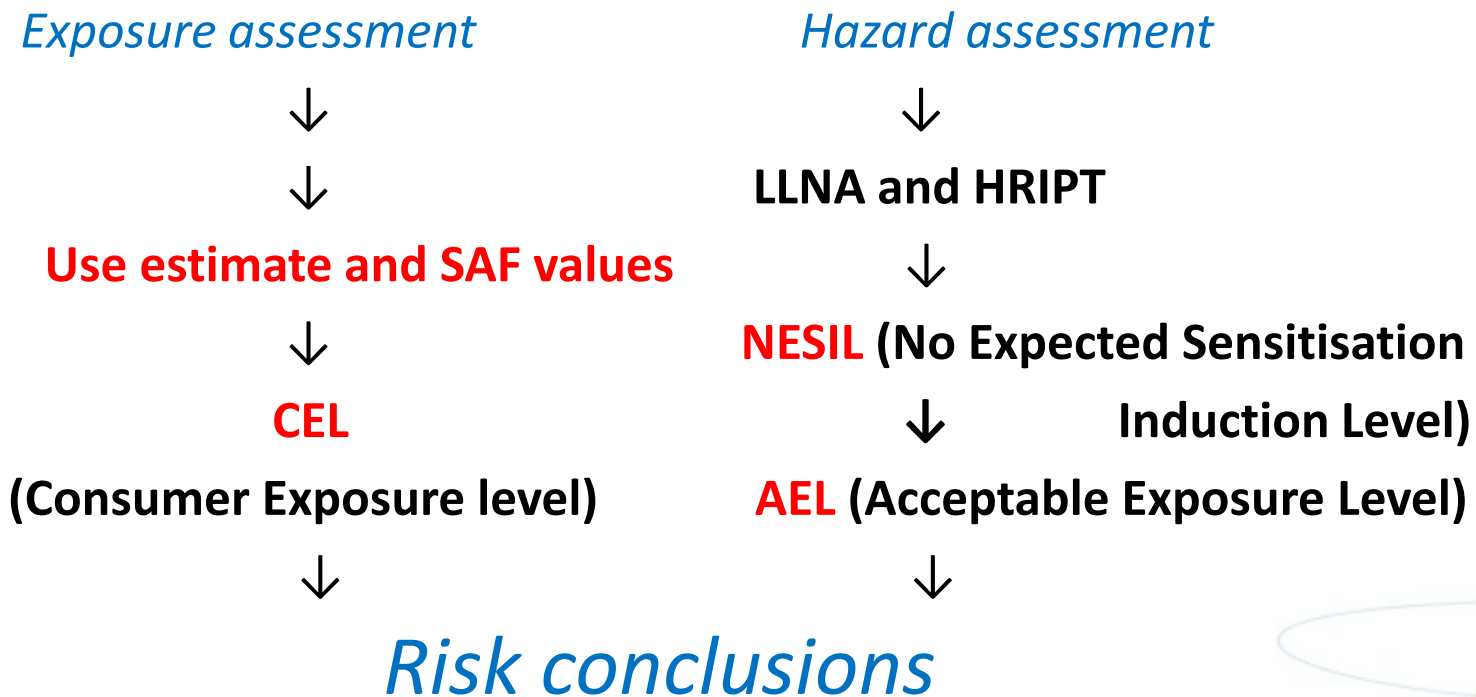 Exposure assessment
↓
↓
Use estimate and SAF values
↓
CEL
(Consumer Exposure level)
↓
Hazard assessment
↓
LLNA and HRIPT
↓
NESIL (No Expected Sensitisation
↓ Induction Level)
AEL (Acceptable Exposure Level)
↓
Risk conclusions